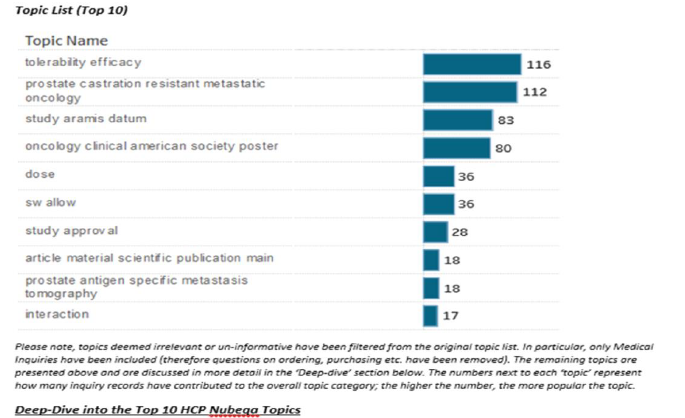 Topic List (Top 10)
Topic Name
tolerability efficacy
116
prostate castration resistant metastatic
oncology
112
study aramis datum
83
oncology clinical american society poster
80
dose
36
sw allow
36
study approval
28
article material scientific publication main
18
prostate antigen specific metastasis
tomography
18
interaction
17
Please note, topics deemed irrelevant or un-informative have been filtered from the original topic list. In particular, only Medical
Inquiries have been included (therefore questions on ordering, purchasing etc. have been removed). The remaining topics are
presented above and are discussed in more detail in the 'Deep-dive' section below. The numbers next to each 'topic' represent
how many inquiry records have contributed to the overall topic category; the higher the number, the more popular the topic.
Deep-Dive into the Top 10 HCP Nubeqa Topics